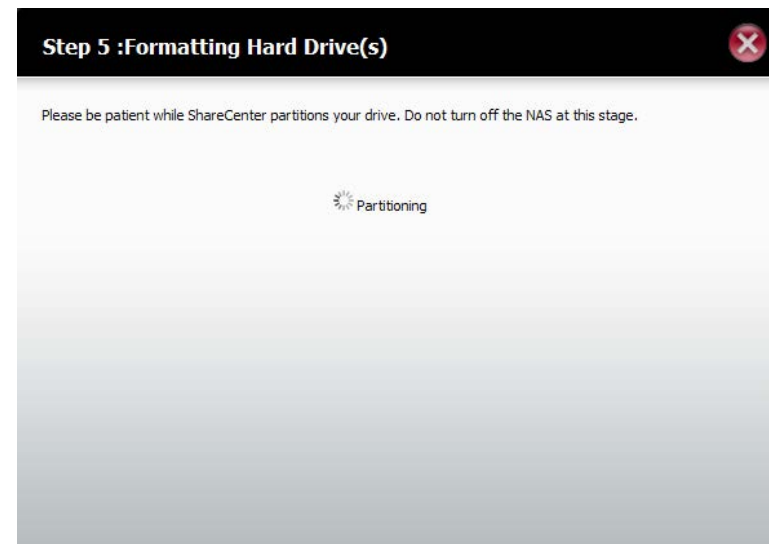 Step 5 :Formatting Hard Drive(s)
Please be patient while ShareCenter partitions your drive. Do not turn off the NAS at this stage.
Partitioning